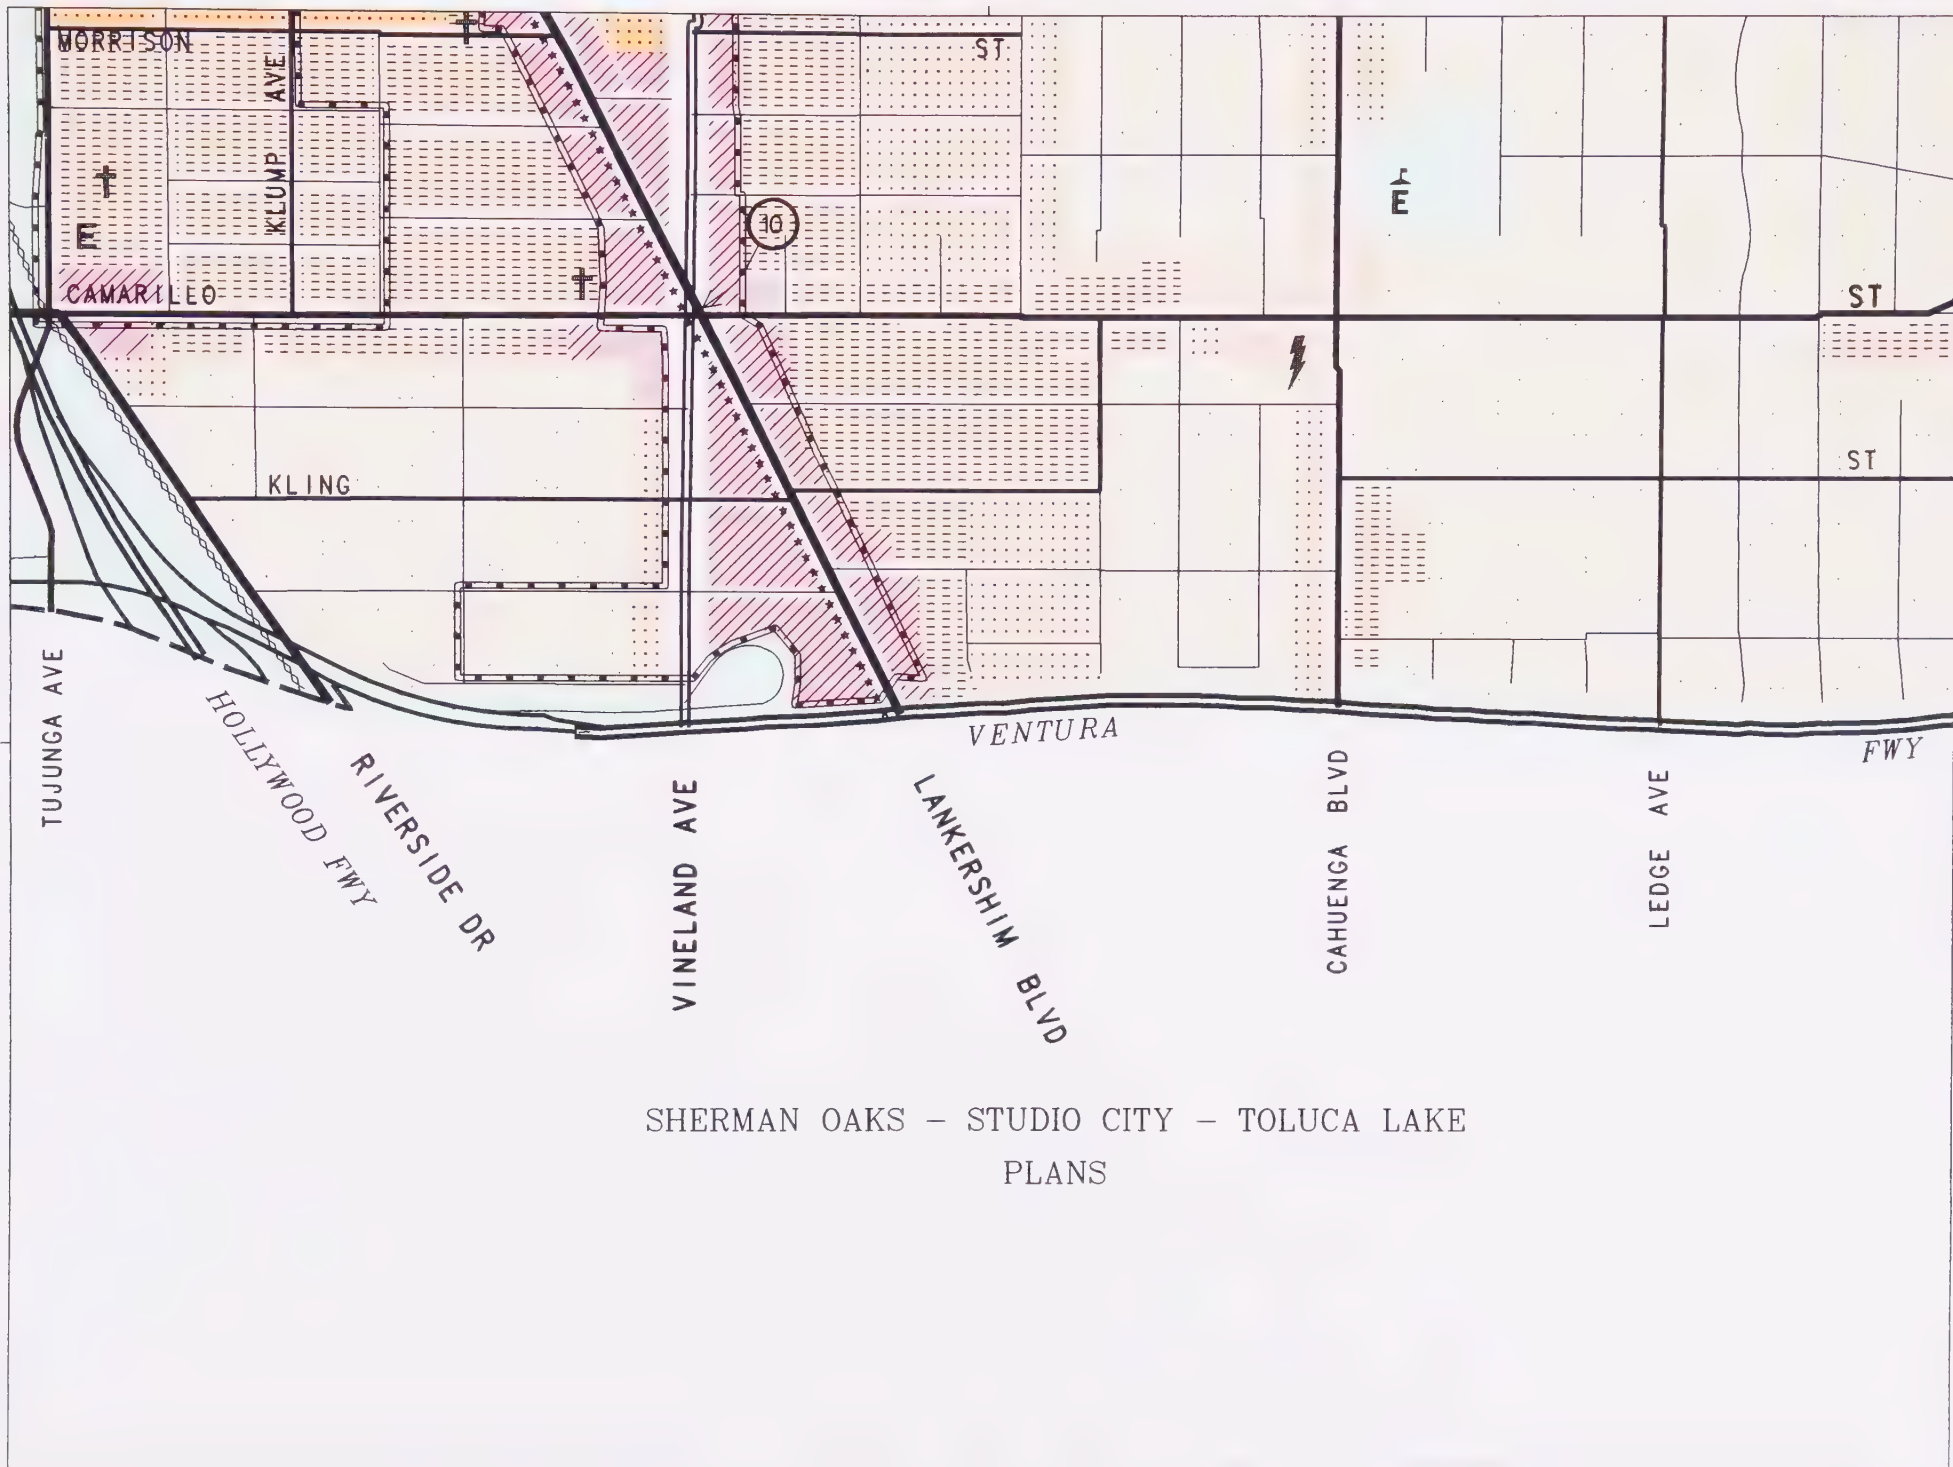 MORRISON ST
KLUMP AVE
10
E
E
CAMARILLO ST
KLING ST
VENTURA FWY
TUJUNGA AVE
HOLLYWOOD FWY
RIVERSIDE DR
VINELAND AVE
LANKERSHIM BLVD
CAHUENGA BLVD
LEDGE AVE
SHERMAN OAKS – STUDIO CITY – TOLUCA LAKE
PLANS